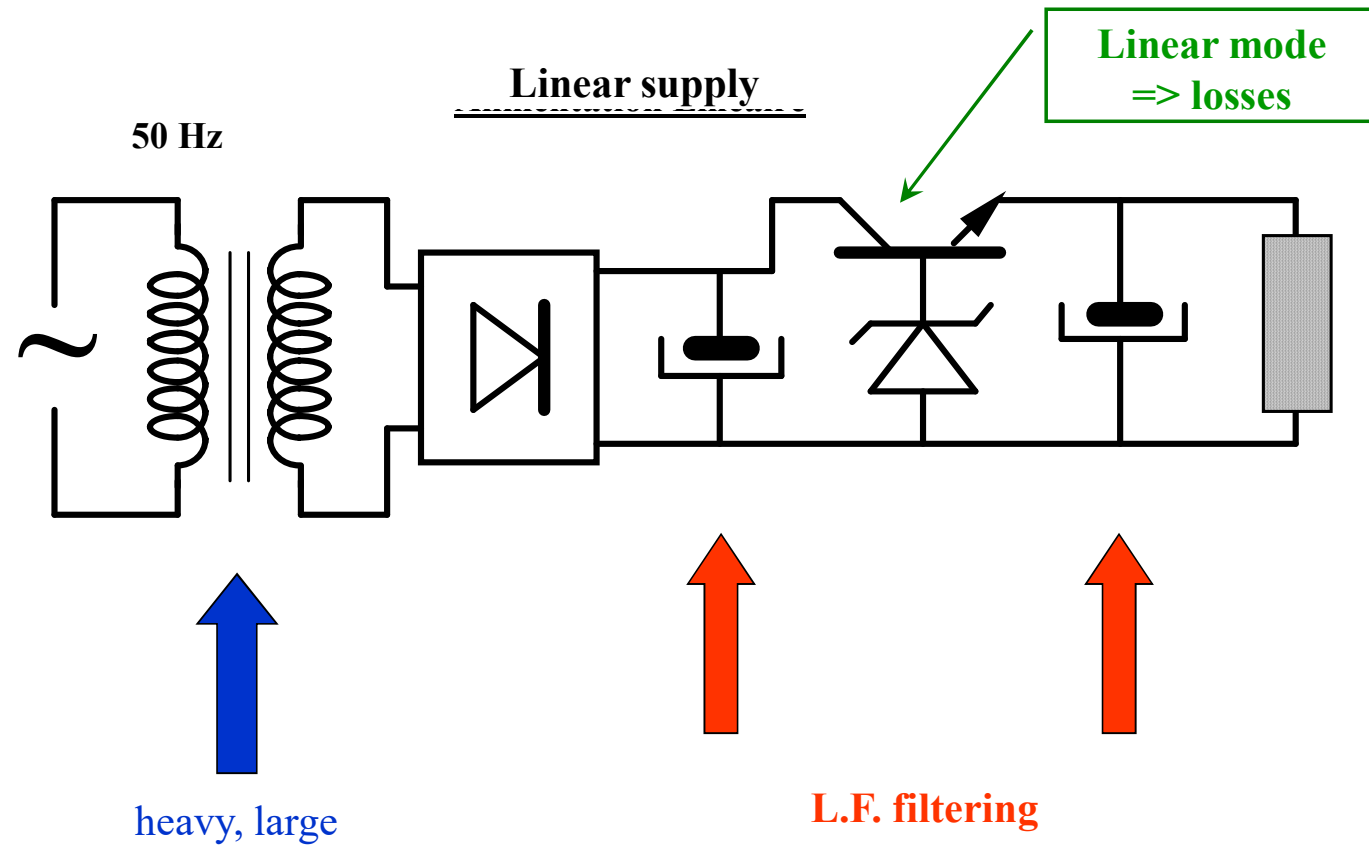 Linear mode
=> losses
Linear supply
50 Hz
~
heavy, large
L.F. filtering